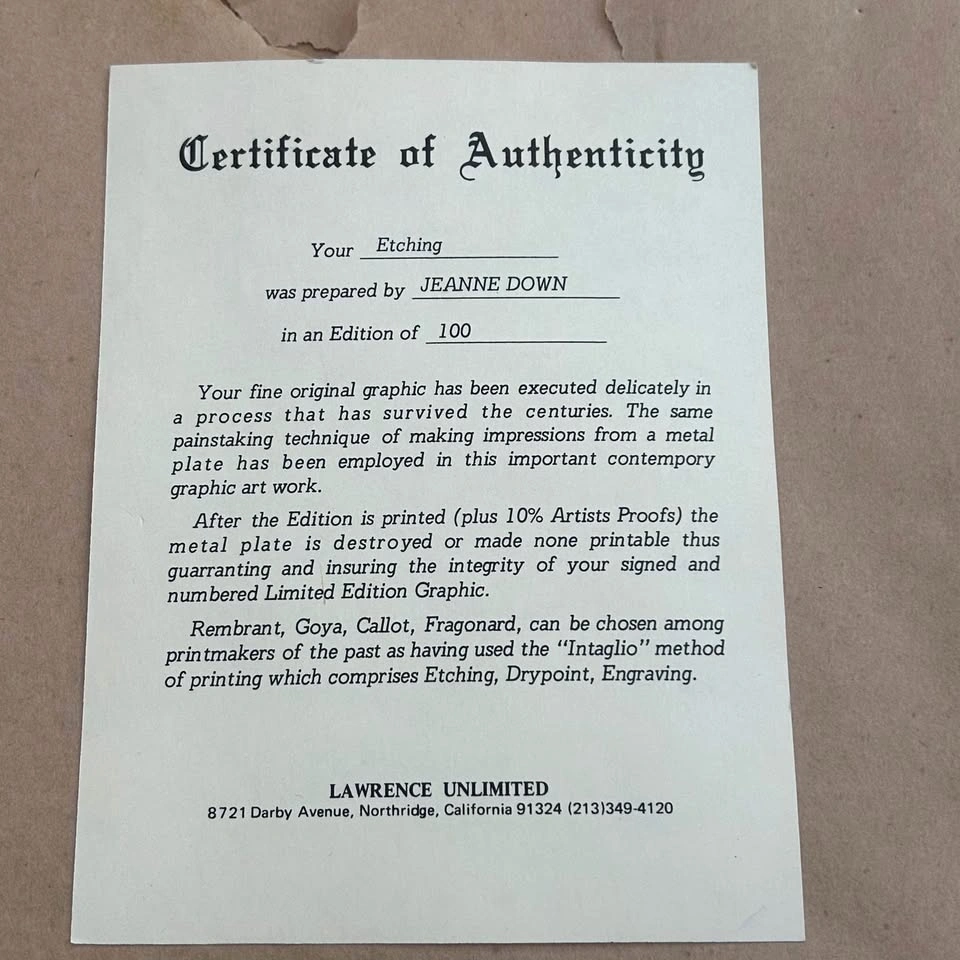 Certificate of Authenticity
Your Etching
was prepared by JEANNE DOWN
in an Edition of 100
Your fine original graphic has been executed delicately in
a process that has survived the centuries. The same
painstaking technique of making impressions from a metal
plate has been employed in this important contempory
graphic art work.
After the Edition is printed (plus 10% Artists Proofs) the
metal plate is destroyed or made none printable thus
guarranting and insuring the integrity of your signed and
numbered Limited Edition Graphic.
Rembrant, Goya, Callot, Fragonard, can be chosen among
printmakers of the past as having used the "Intaglio" method
of printing which comprises Etching, Drypoint, Engraving.
LAWRENCE UNLIMITED
8721 Darby Avenue, Northridge, California 91324 (213)349-4120